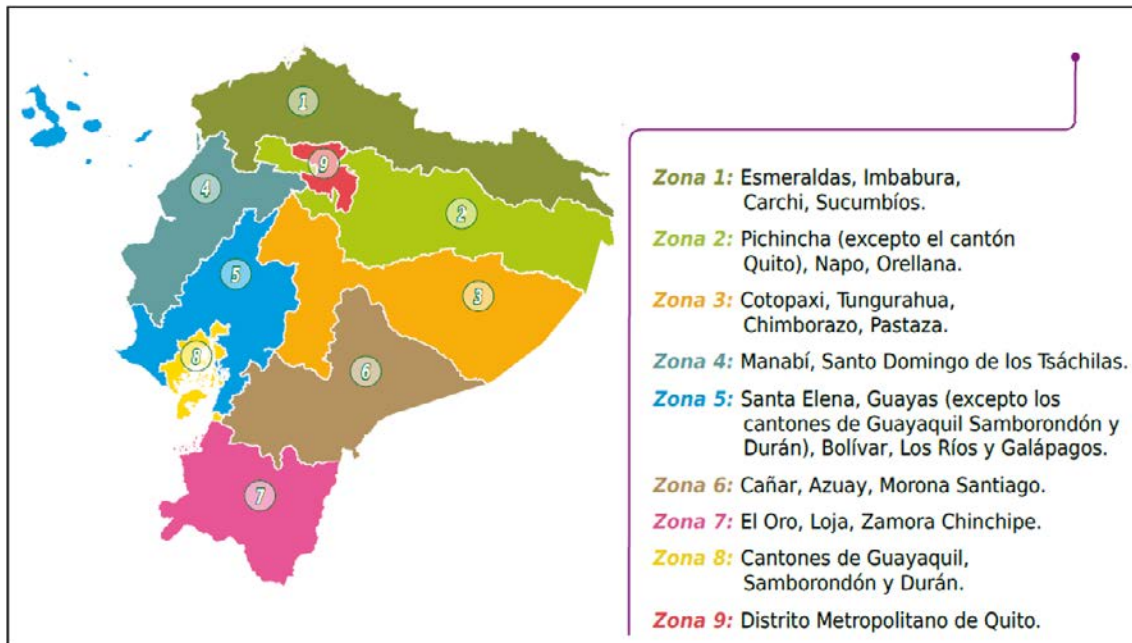 1
9
4
2
5
3
8
6
7
Zona 1: Esmeraldas, Imbabura,
Carchi, Sucumbíos.
Zona 2: Pichincha (excepto el cantón
Quito), Napo, Orellana.
Zona 3: Cotopaxi, Tungurahua,
Chimborazo, Pastaza.
Zona 4: Manabí, Santo Domingo de los Tsáchilas.
Zona 5: Santa Elena, Guayas (excepto los
cantones de Guayaquil Samborondón y
Durán), Bolívar, Los Ríos y Galápagos.
Zona 6: Cañar, Azuay, Morona Santiago.
Zona 7: El Oro, Loja, Zamora Chinchipe.
Zona 8: Cantones de Guayaquil,
Samborondón y Durán.
Zona 9: Distrito Metropolitano de Quito.